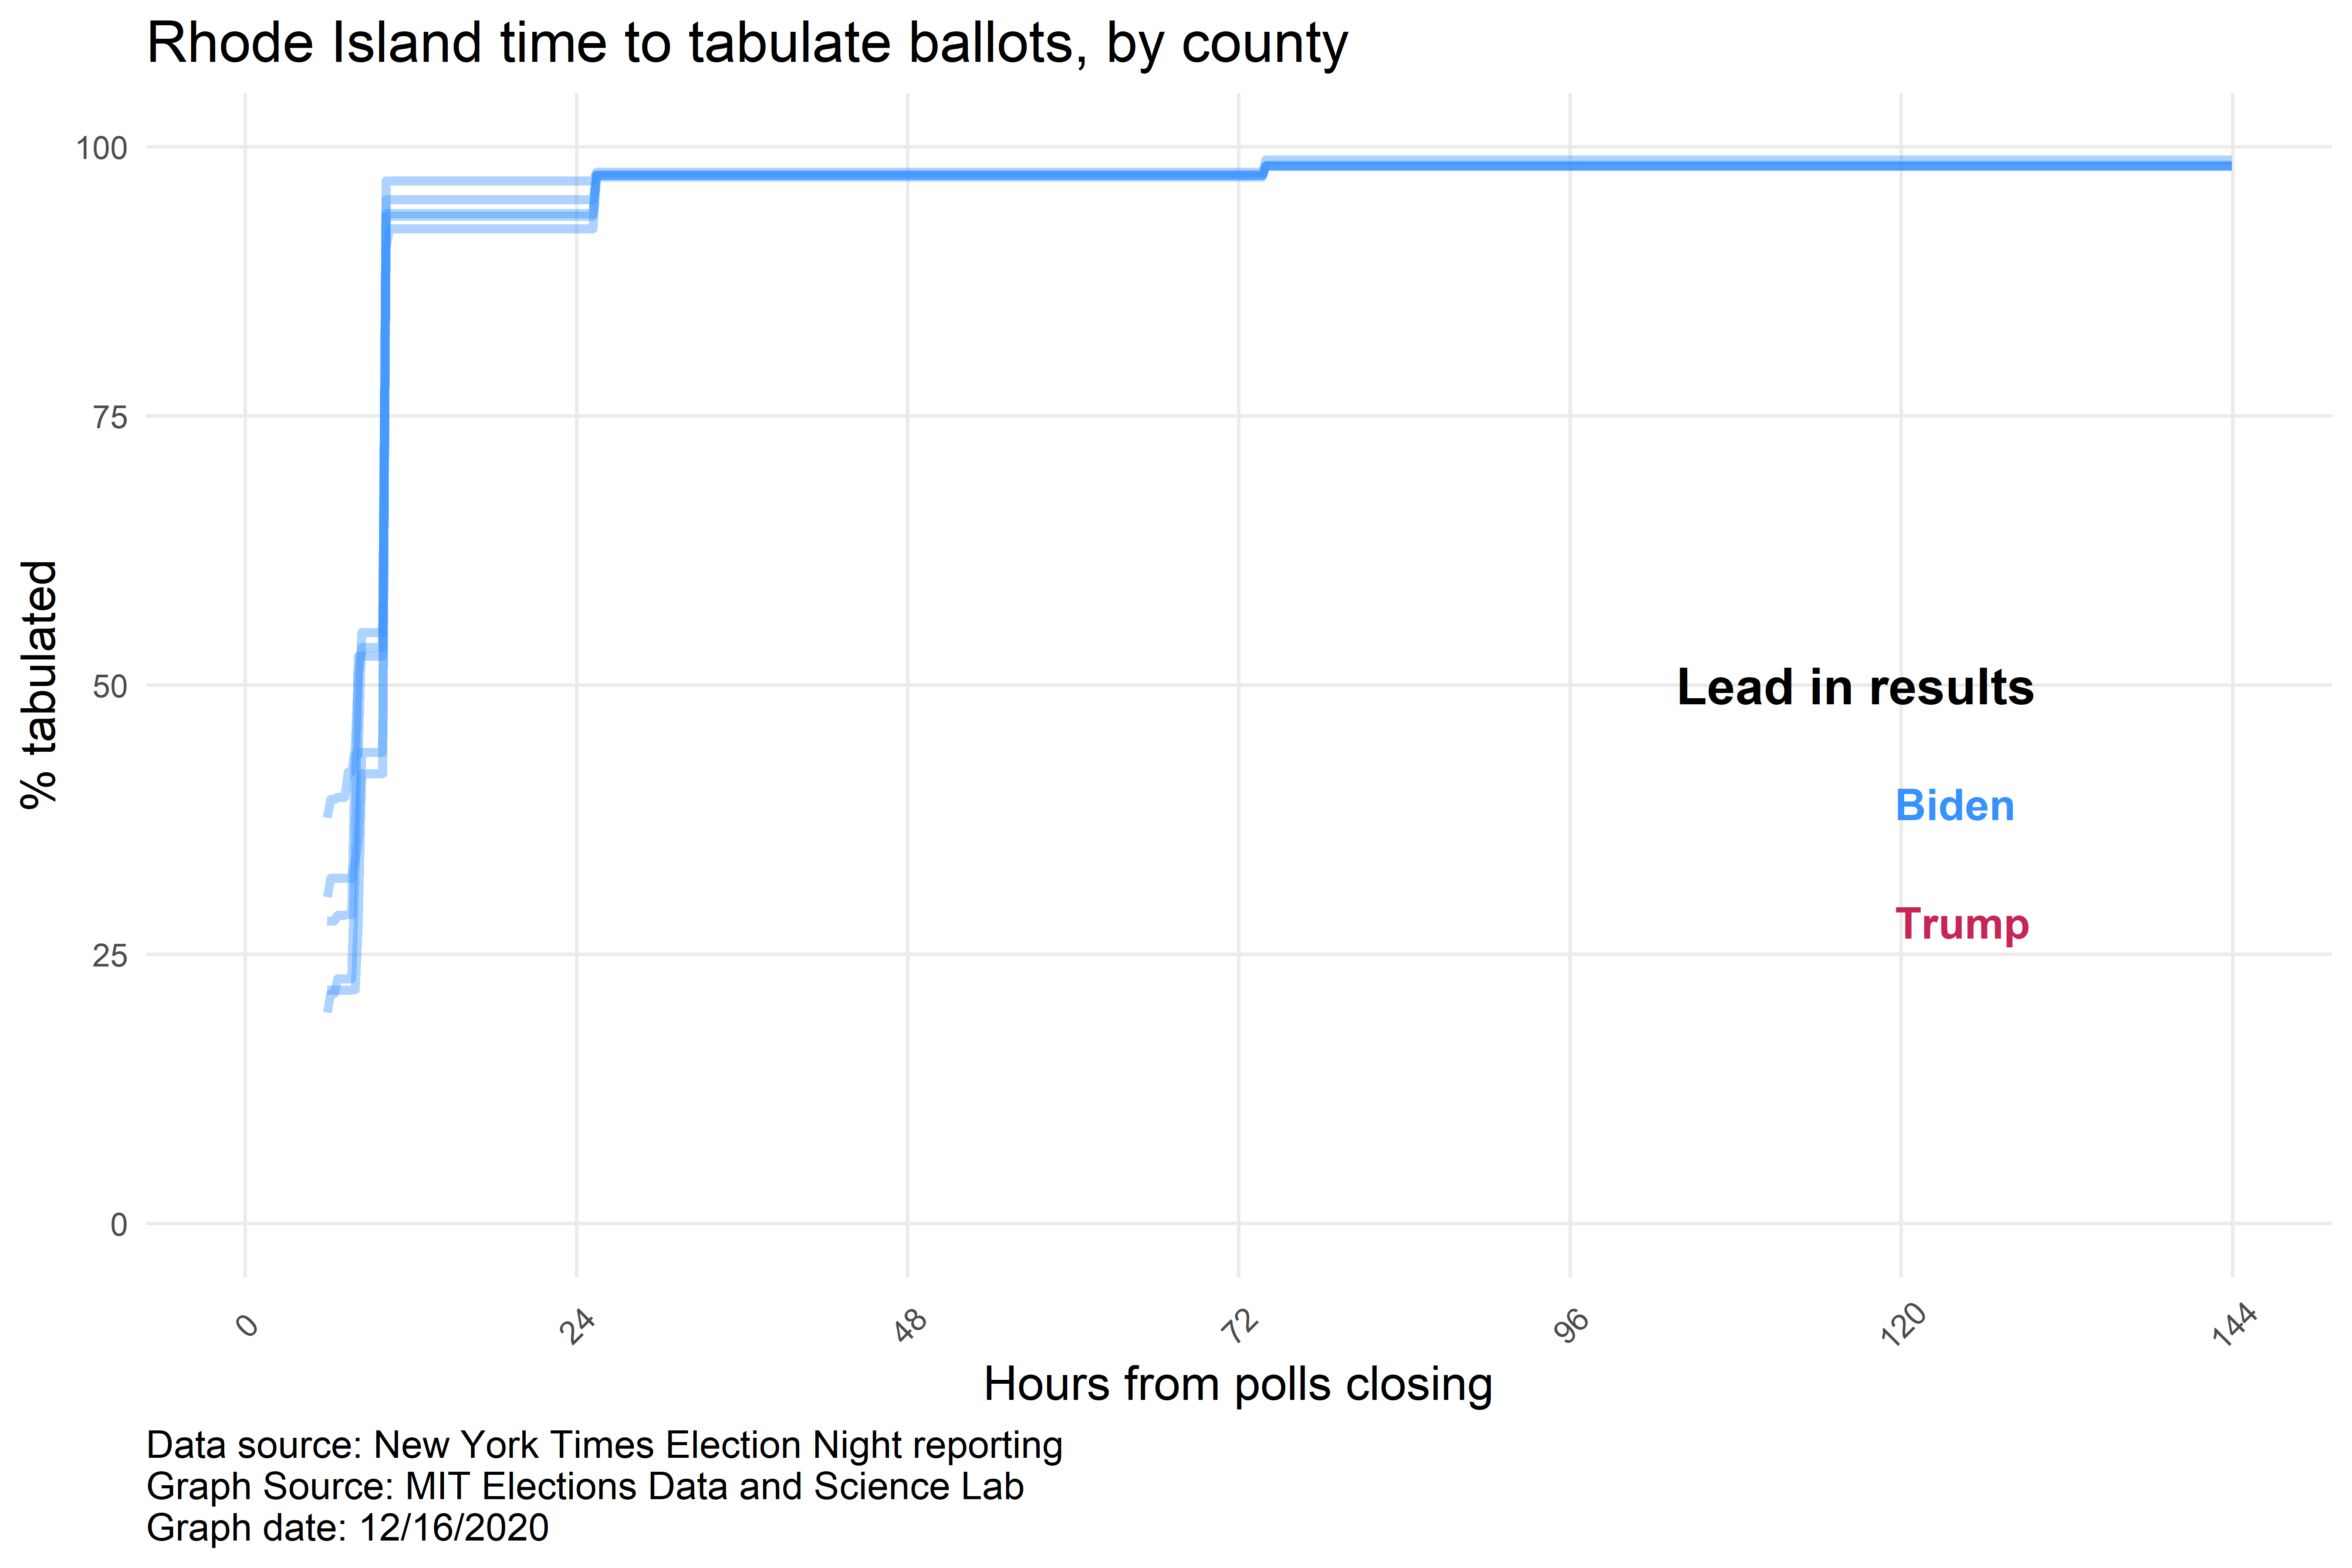 Rhode Island time to tabulate ballots, by county
100
75
50
25
0
% tabulated
Lead in results
Biden
Trump
0
24
48
72
96
120
144
Hours from polls closing
Data source: New York Times Election Night reporting
Graph Source: MIT Elections Data and Science Lab
Graph date: 12/16/2020